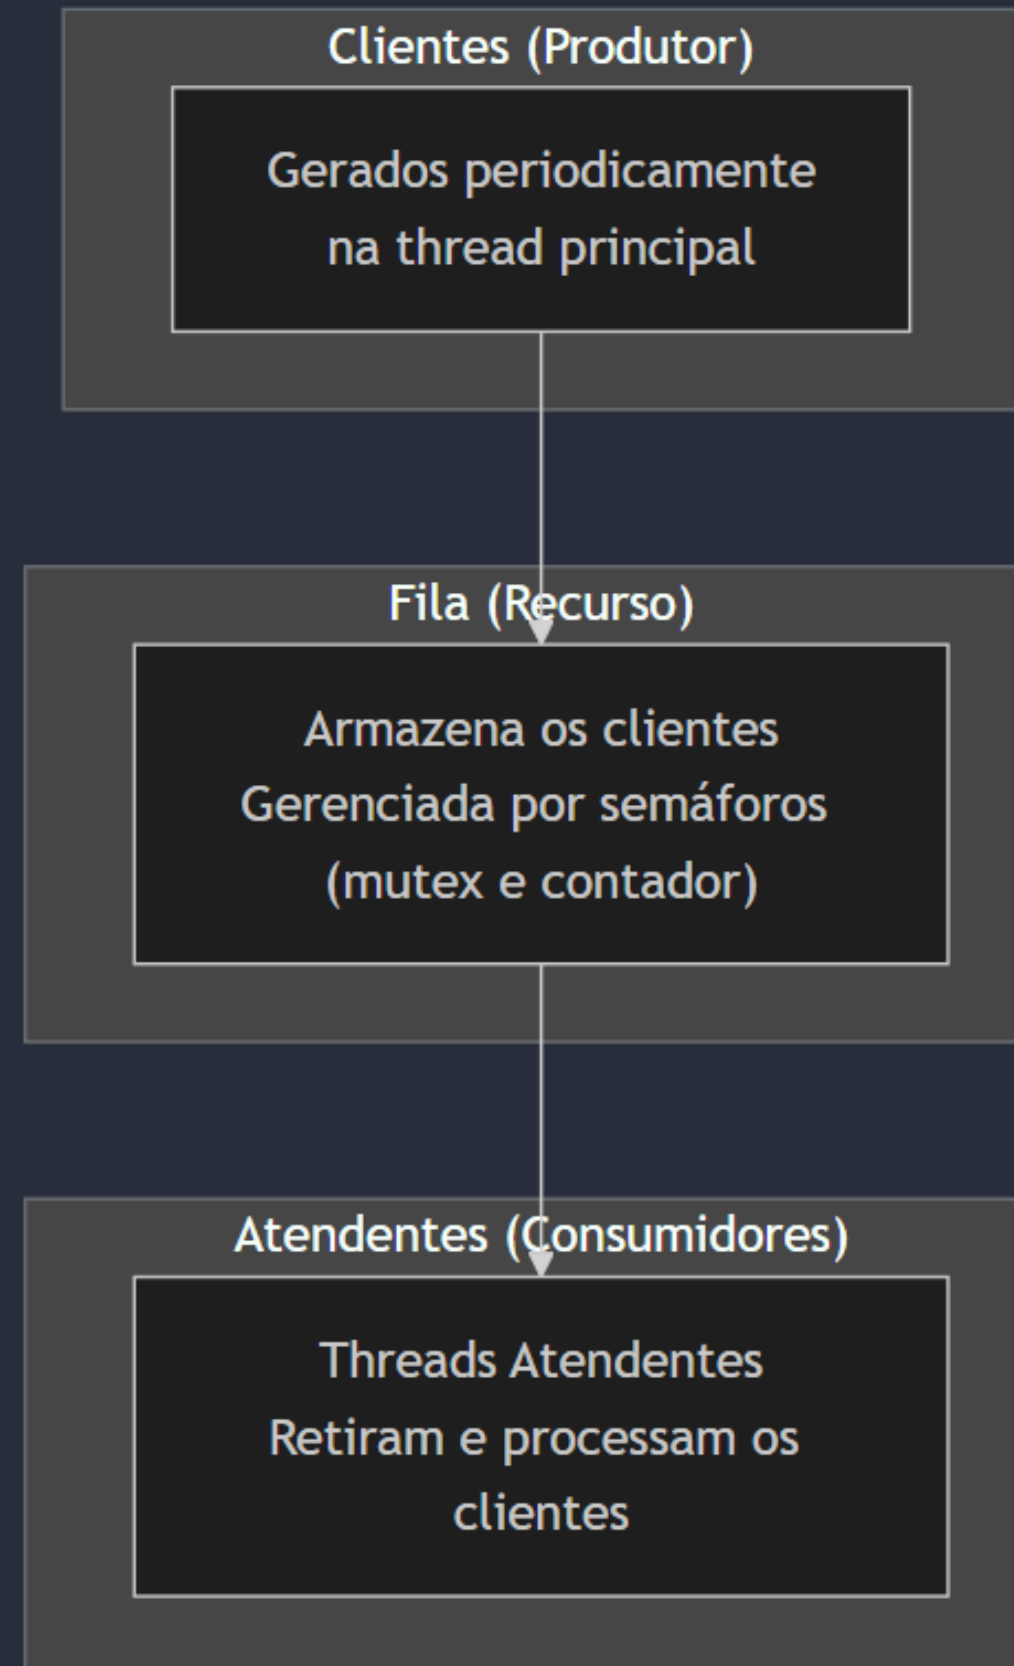 Clientes (Produtor)
Gerados periodicamente
na thread principal
Fila (Recurso)
Armazena os clientes
Gerenciada por semáforos
(mutex e contador)
Atendentes (Consumidores)
Threads Atendentes
Retiram e processam os
clientes